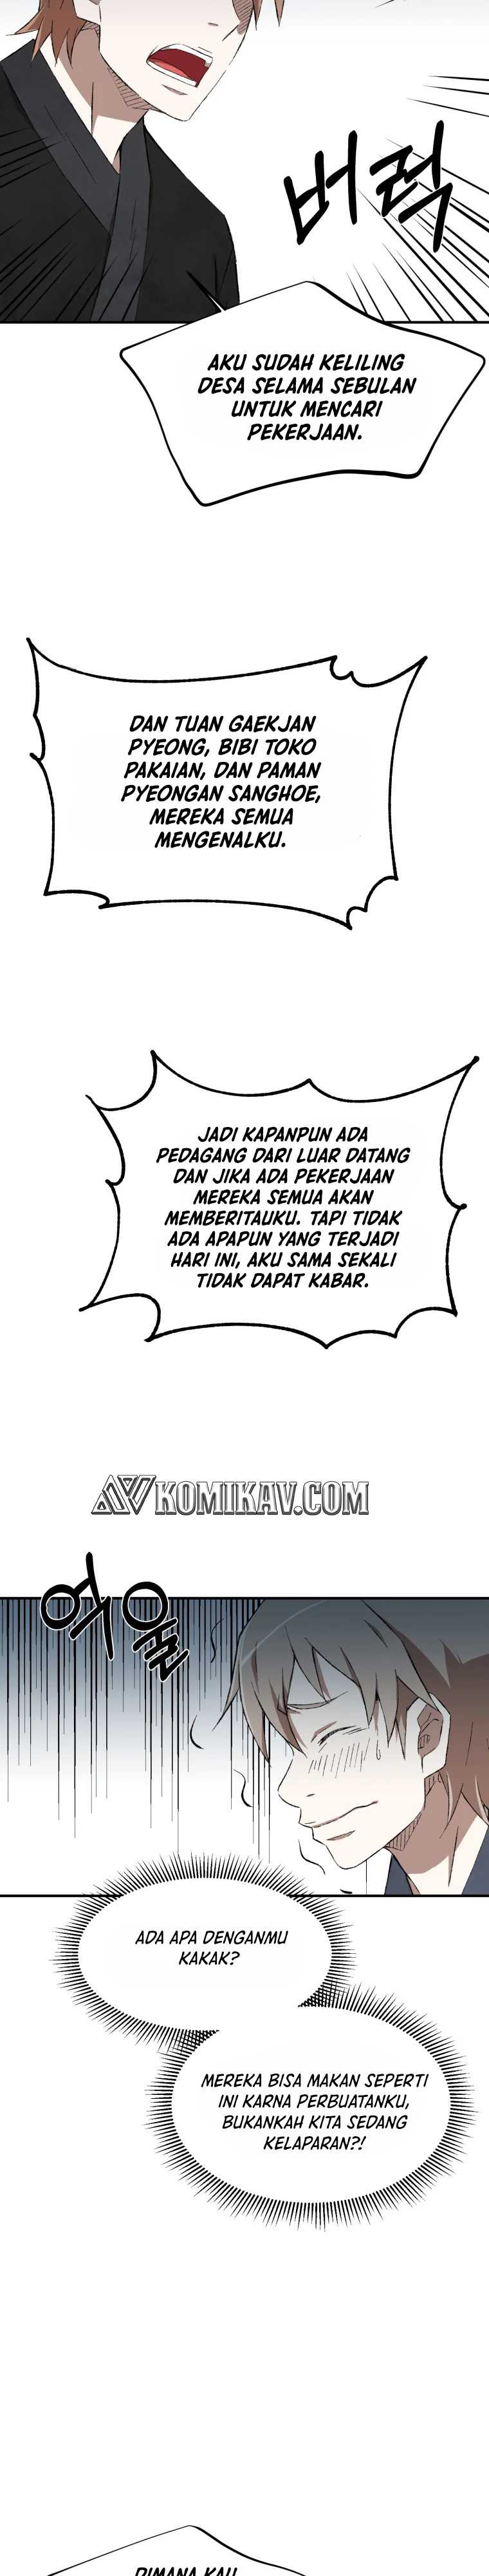 버럭
AKU SUDAH KELILING
DESA SELAMA SEBULAN
UNTUK MENCARI
PEKERJAAN.
DAN TUAN GAEKJAN
PYEONG, BIBI TOKO
PAKAIAN, DAN PAMAN
PYEONGAN SANGHOE,
MEREKA SEMUA
MENGENALKU.
JADI KAPANPUN ADA
PEDAGANG DARI LUAR DATANG
DAN JIKA ADA PEKERJAAN
MEREKA SEMUA AKAN
MEMBERITAUKU. TAPI TIDAK
ADA APAPUN YANG TERJADI
HARI INI, AKU SAMA SEKALI
TIDAK DAPAT KABAR.
KOMIKAV.COM
억울
ADA APA DENGANMU
KAKAK?
MEREKA BISA MAKAN SEPERTI
INI KARNA PERBUATANKU,
BUKANKAH KITA SEDANG
KELAPARAN?!
DIMANA KAU